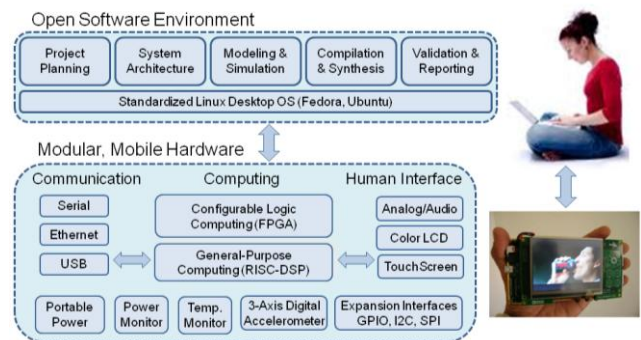 Open Software Environment
Project
Planning
System
Architecture
Modeling &
Simulation
Compilation
& Synthesis
Validation &
Reporting
Standardized Linux Desktop OS (Fedora, Ubuntu)
Modular, Mobile Hardware
Communication
Computing
Human Interface
Serial
Ethernet
USB
Configurable Logic
Computing (FPGA)
General-Purpose
Computing (RISC-DSP)
Analog/Audio
Color LCD
TouchScreen
Portable
Power
Power
Monitor
Temp.
Monitor
3-Axis Digital
Accelerometer
Expansion Interfaces
GPIO, I2C, SPI